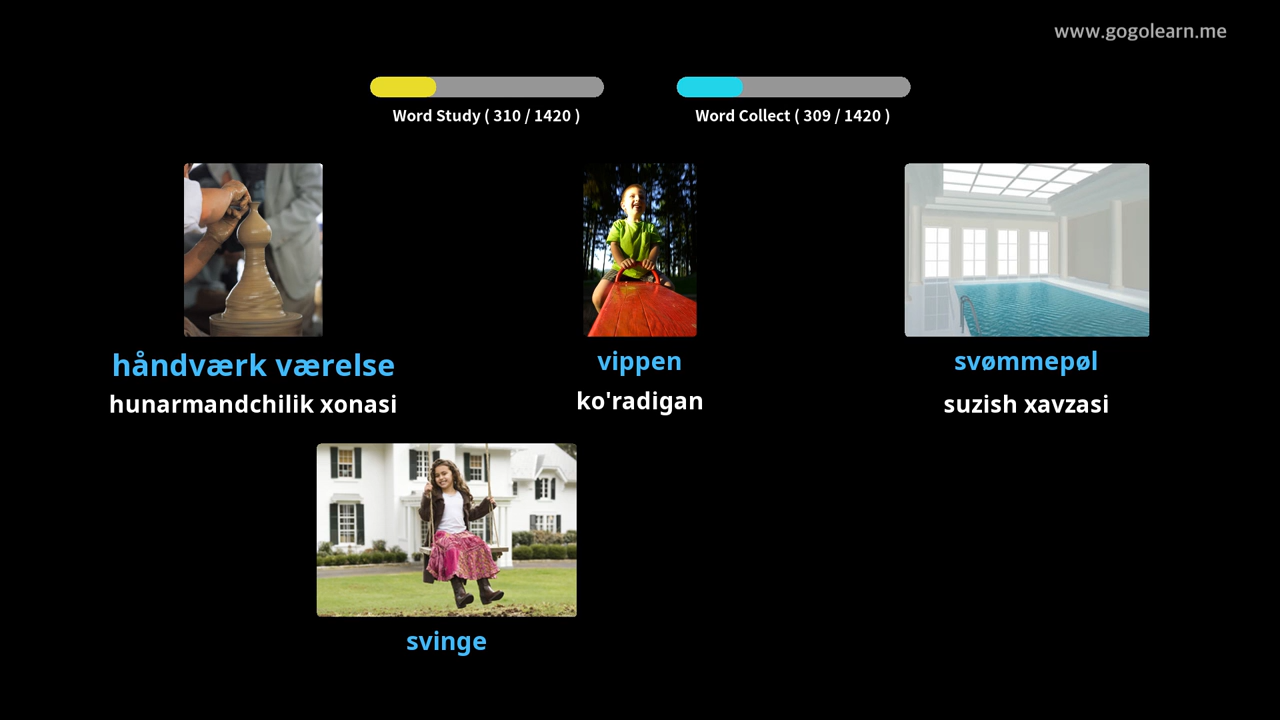 www.gogolearn.me
Word Study ( 310 / 1420 )
Word Collect ( 309 / 1420 )
håndværk værelse
vippen
svømmepøl
hunarmandchilik xonasi
ko'radigan
suzish xavzasi
svinge